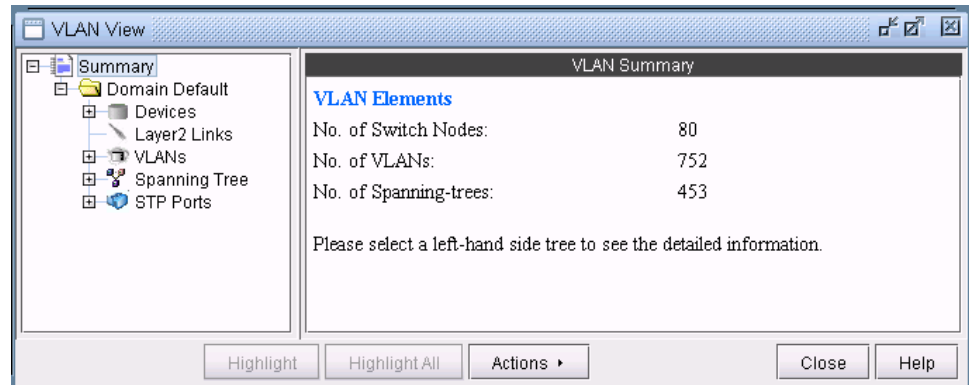 VLAN View
Summary
Domain Default
Devices
Layer2 Links
VLANs
Spanning Tree
STP Ports
VLAN Summary
VLAN Elements
No. of Switch Nodes: 80
No. of VLANs: 752
No. of Spanning-trees: 453
Please select a left-hand side tree to see the detailed information.
Highlight Highlight All Actions Close Help